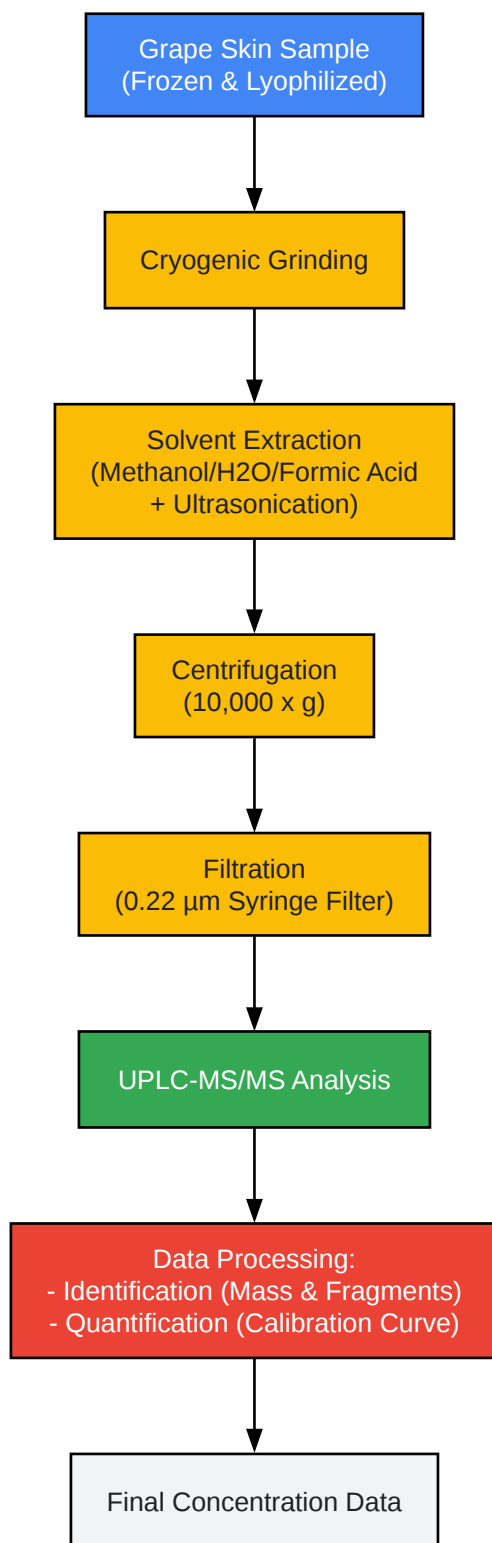 Grape Skin Sample
(Frozen & Lyophilized)
Cryogenic Grinding
Solvent Extraction
(Methanol/H2O/Formic Acid
+ Ultrasonication)
Centrifugation
(10,000 x g)
Filtration
(0.22 µm Syringe Filter)
UPLC-MS/MS Analysis
Data Processing:
- Identification (Mass & Fragments)
- Quantification (Calibration Curve)
Final Concentration Data